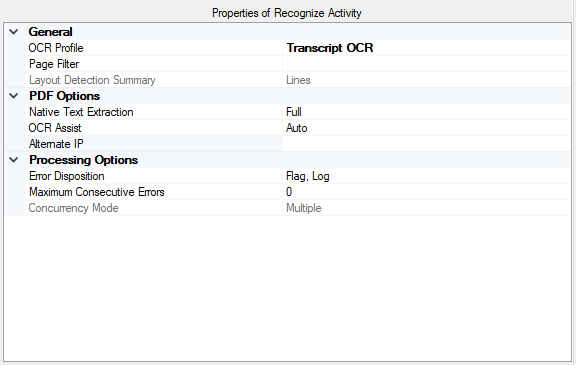 Properties of Recognize Activity
General
OCR Profile Transcript OCR
Page Filter
Layout Detection Summary Lines
PDF Options
Native Text Extraction Full
OCR Assist Auto
Alternate IP
Processing Options
Error Disposition Flag, Log
Maximum Consecutive Errors 0
Concurrency Mode Multiple